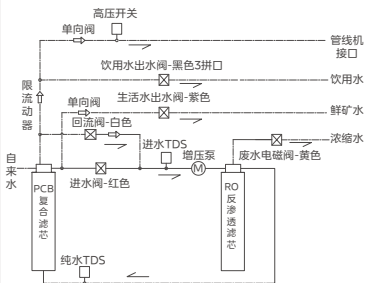 高压开关
单向阀
管线机
接口
饮用水出水阀-黑色3拼口
饮用水
限流动器
单向阀
生活水出水阀-紫色
鲜矿水
回流阀-白色
浓缩水
自来水
进水TDS
增压泵
废水电磁阀-黄色
M
进水阀-红色
PCB
复合滤芯
RO
反渗透滤芯
纯水TDS